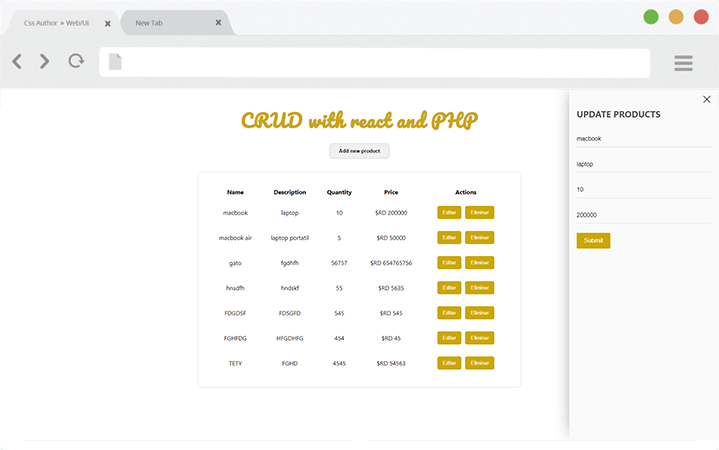 Css Author » Web/Ui
New Tab
CRUD with react and PHP
Add new product
Name Description Quantity Price Actions
macbook laptop 10 $RD 200000 Editar Eliminar
macbook air laptop portatil 5 $RD 50000 Editar Eliminar
gato fgdhfh 56757 $RD 654765756 Editar Eliminar
hnsdfh hndskf 55 $RD 5635 Editar Eliminar
FDGDSF FDSGFD 545 $RD 545 Editar Eliminar
FGHFDG HFGDHFG 454 $RD 45 Editar Eliminar
TETY FGHD 4545 $RD 54563 Editar Eliminar
UPDATE PRODUCTS
macbook
laptop
10
200000
Submit